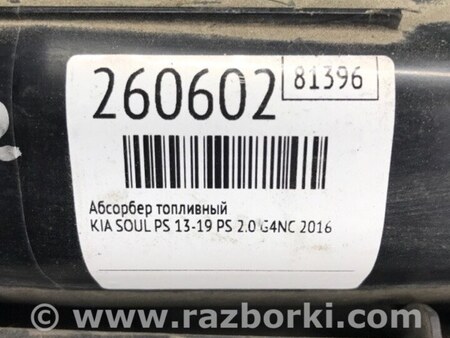 260602
81396
Абсорбер топливный
KIA SOUL PS 13-19 PS 2.0 G4NC 2016
www.razborki.com